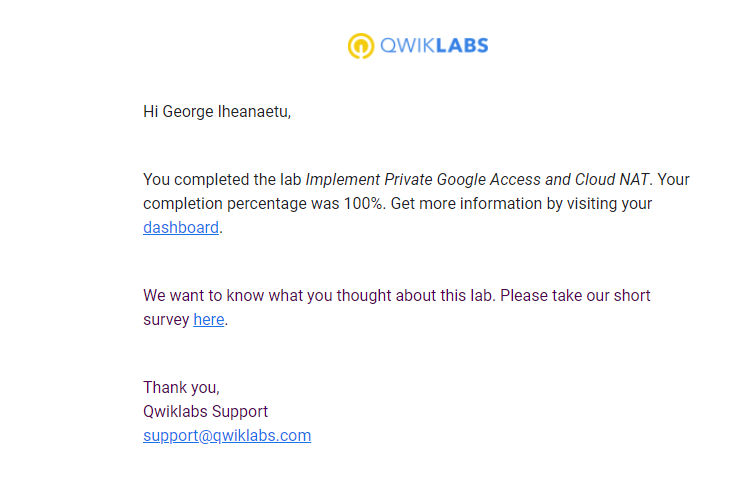 QWIKLABS
Hi George Iheanaetu,
You completed the lab Implement Private Google Access and Cloud NAT. Your
completion percentage was 100%. Get more information by visiting your
dashboard.
We want to know what you thought about this lab. Please take our short
survey here.
Thank you,
Qwiklabs Support
support@qwiklabs.com